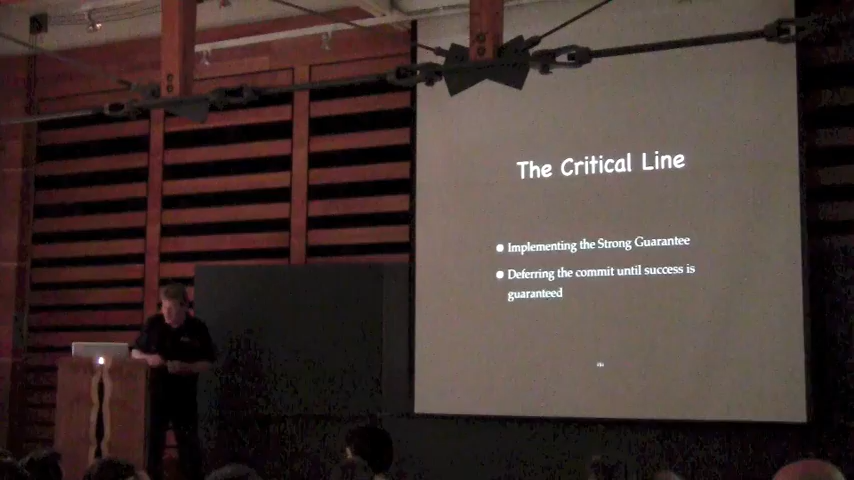 The Critical Line
Implementing the Strong Guarantee
Deferring the commit until success is
guaranteed